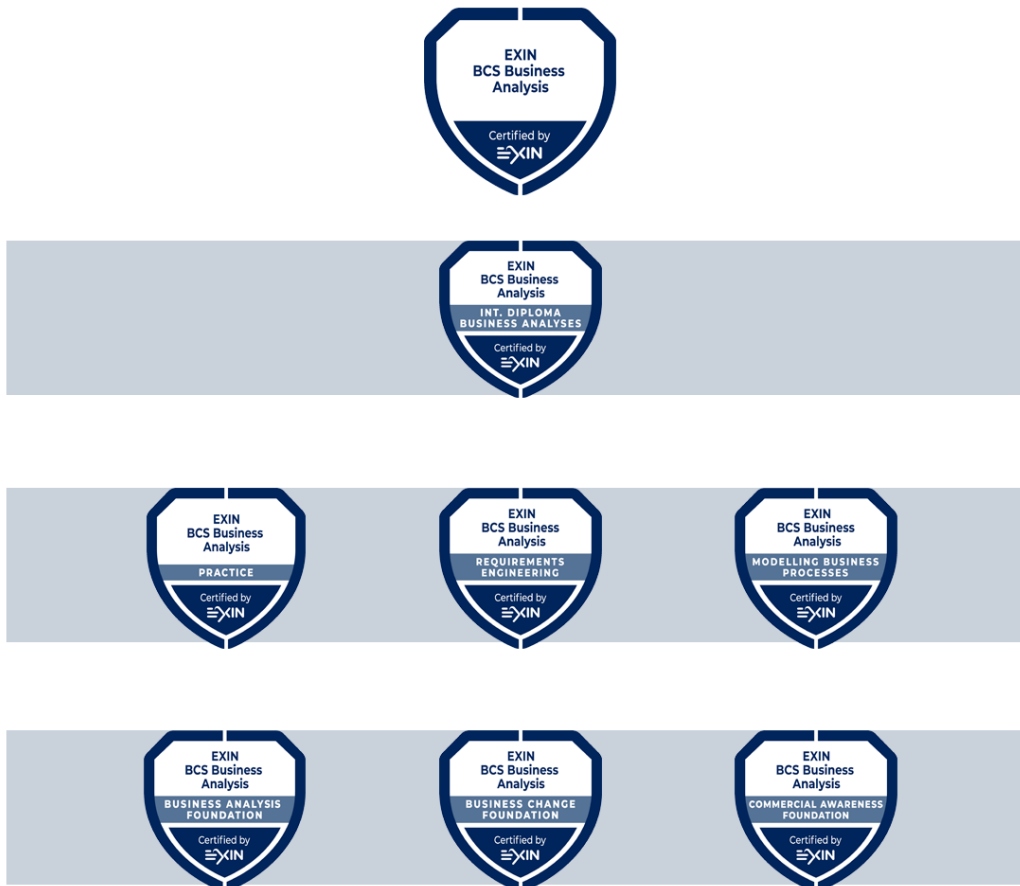 EXIN
BCS Business
Analysis
Certified by
EXIN
EXIN
BCS Business
Analysis
INT. DIPLOMA
BUSINESS ANALYSES
Certified by
EXIN
EXIN
BCS Business
Analysis
PRACTICE
Certified by
EXIN
EXIN
BCS Business
Analysis
REQUIREMENTS
ENGINEERING
Certified by
EXIN
EXIN
BCS Business
Analysis
MODELLING BUSINESS
PROCESSES
Certified by
EXIN
EXIN
BCS Business
Analysis
BUSINESS ANALYSIS
FOUNDATION
Certified by
EXIN
EXIN
BCS Business
Analysis
BUSINESS CHANGE
FOUNDATION
Certified by
EXIN
EXIN
BCS Business
Analysis
COMMERCIAL AWARENESS
FOUNDATION
Certified by
EXIN